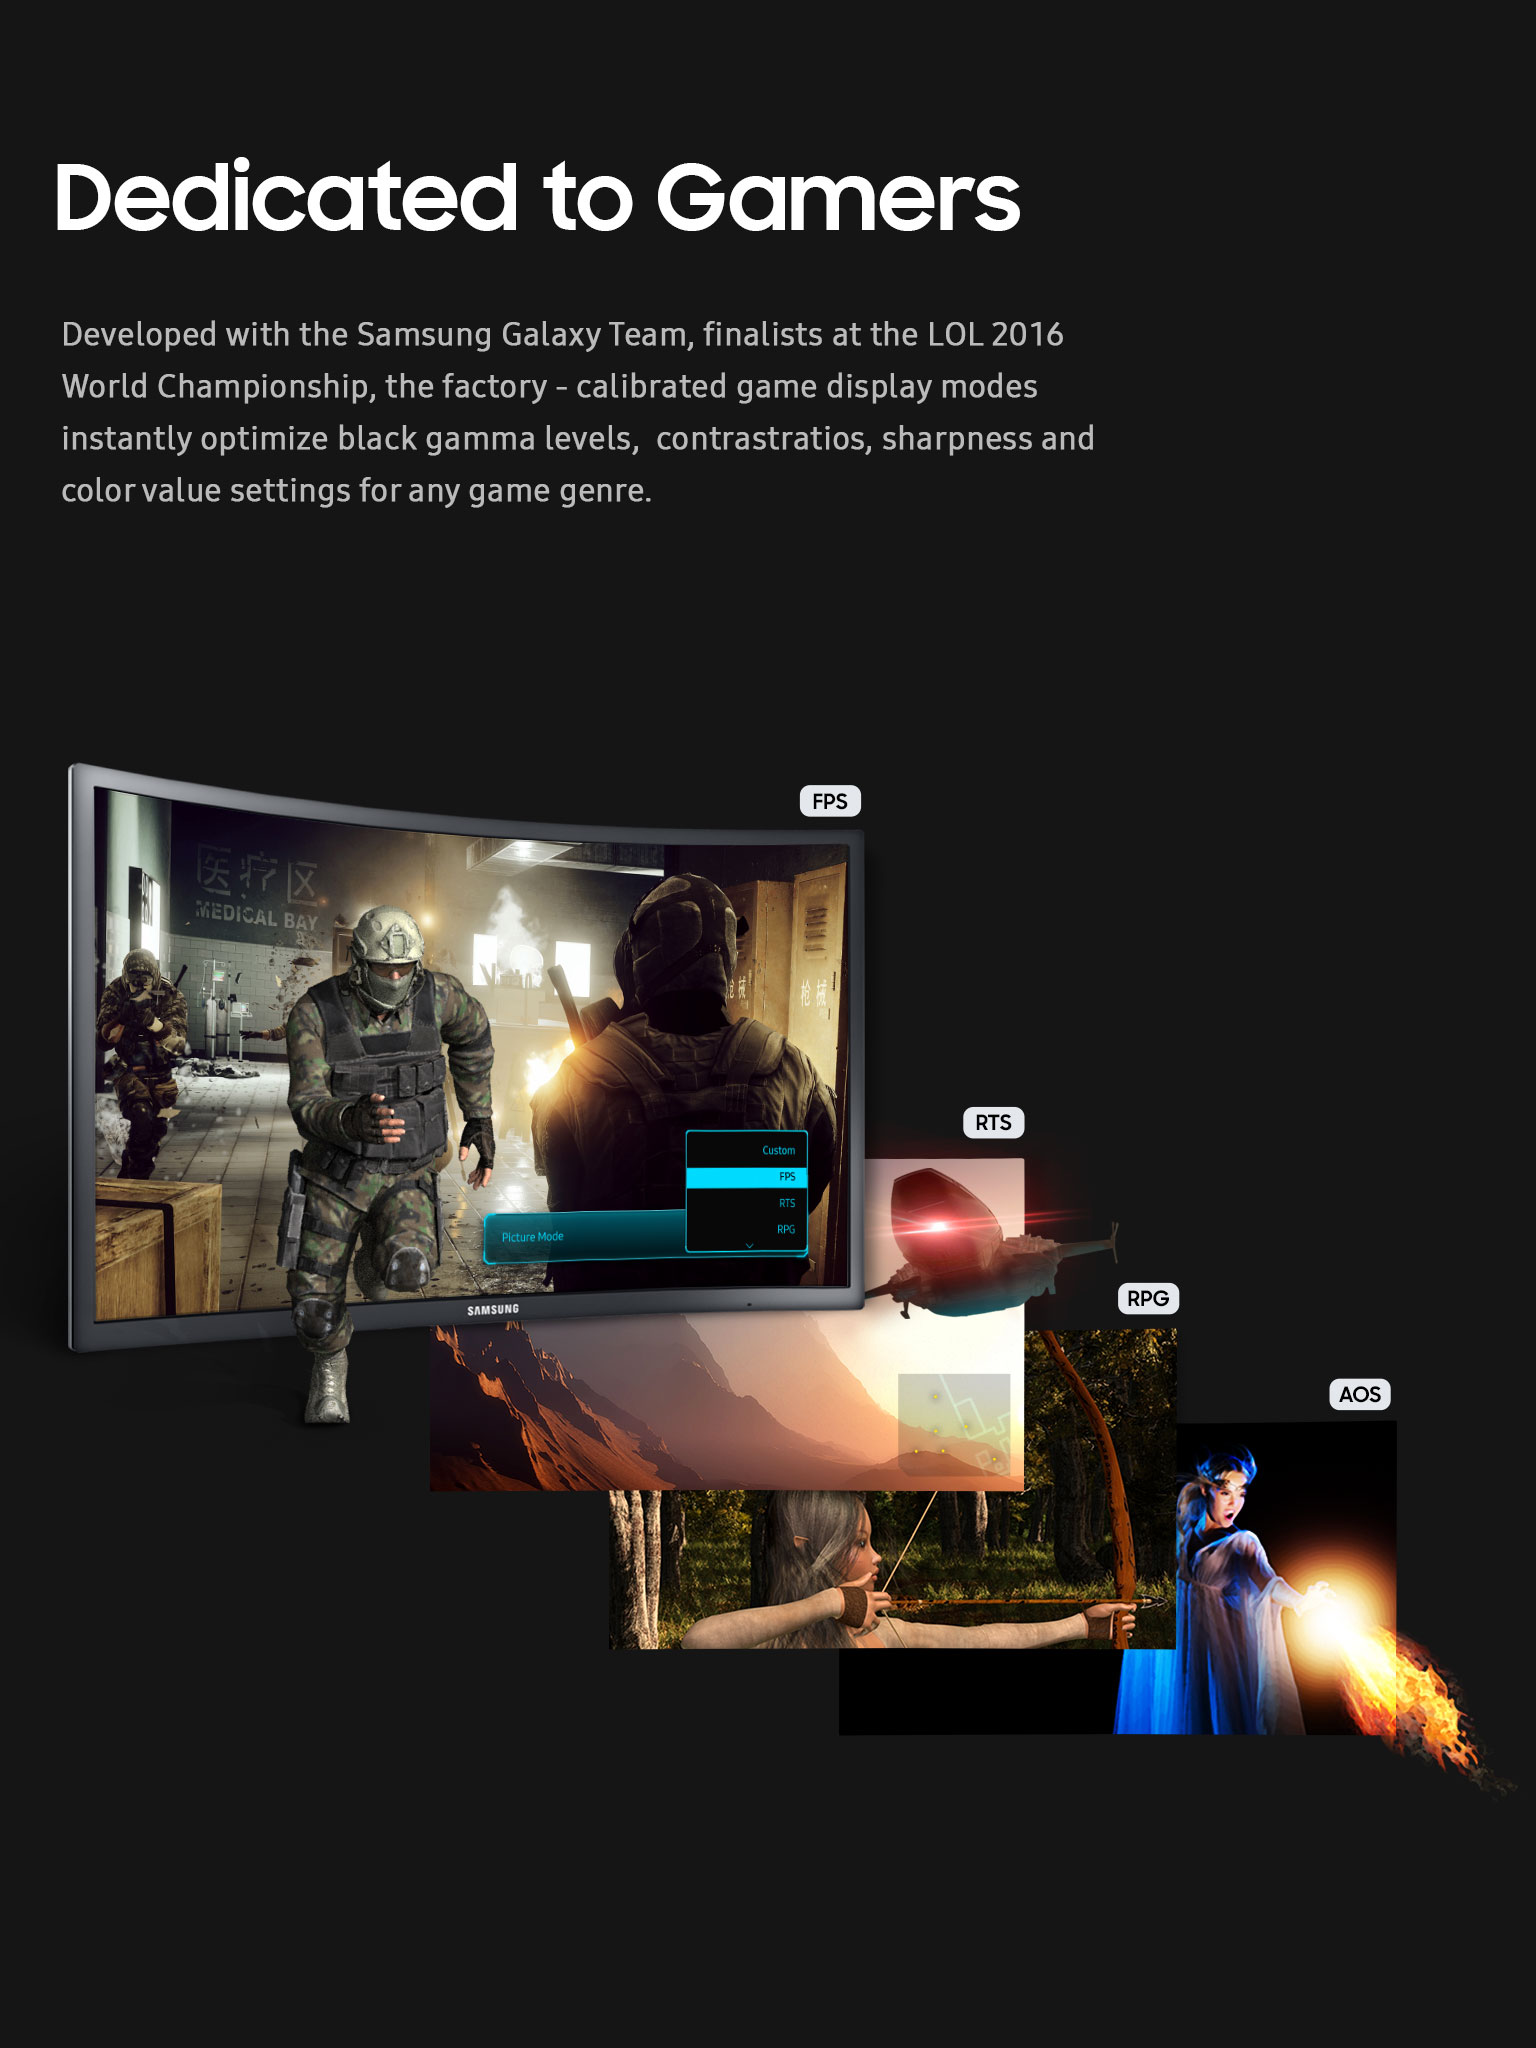 Dedicated to Gamers
Developed with the Samsung Galaxy Team, finalists at the LOL 2016
World Championship, the factory - calibrated game display modes
instantly optimize black gamma levels,  contrastratios, sharpness and
color value settings for any game genre.
FPS
医疗区
MEDICAL BAY
枪械
枪械
Custom
FPS
RTS
RPG
Picture Mode
SAMSUNG
RTS
RPG
AOS